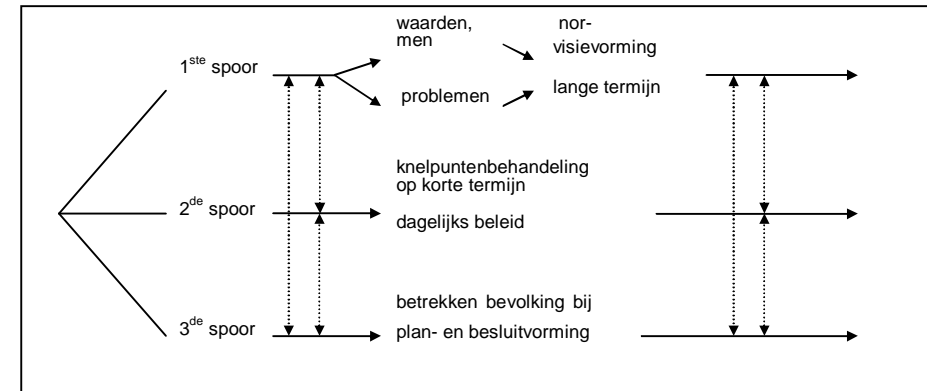 waarden, nor-
men visievorming
1ste spoor
problemen lange termijn
knelpuntenbehandeling
op korte termijn
2de spoor dagelijks beleid
betrekken bevolking bij
3de spoor plan- en besluitvorming